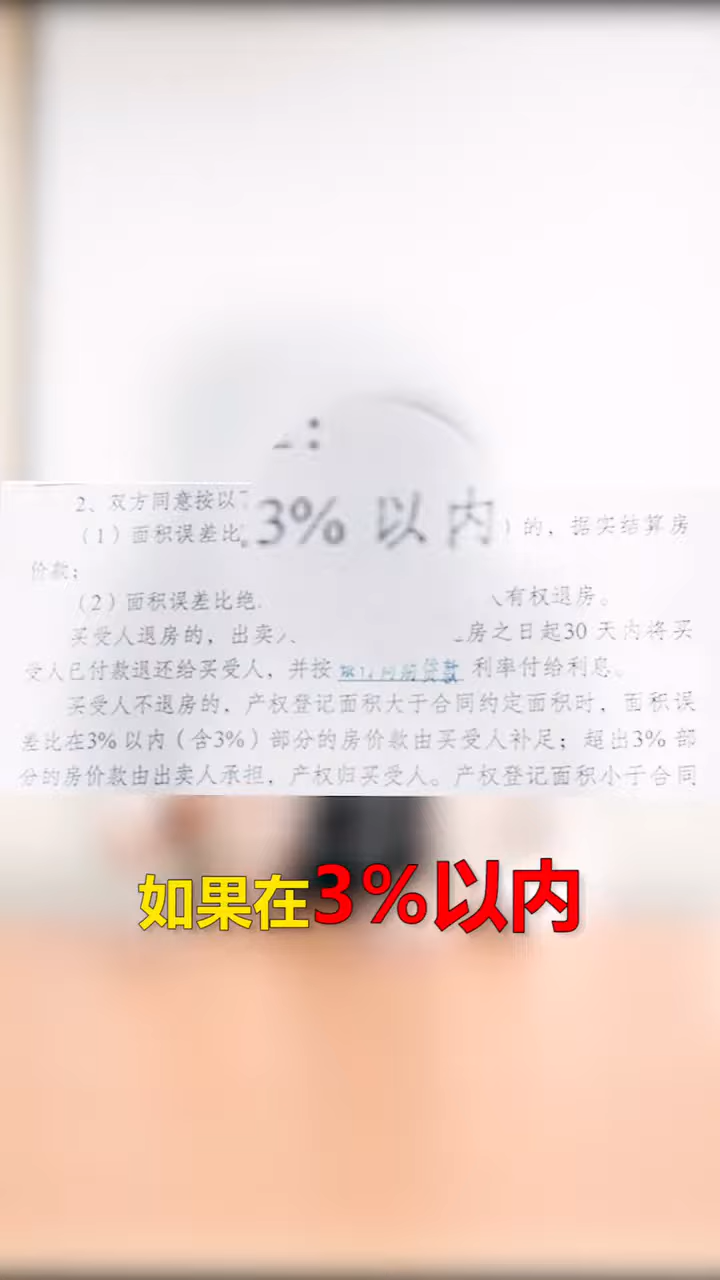 2、双方同意按以
(1)面积误差比 3% 以内 )的,据实结算房
价款;
(2)面积误差比绝 有权退房。
买受人退房的,出卖 房之日起30 天内将买
受人已付款退还给买受人,并按 贷款 利率付给利息。
买受人不退房的,产权登记面积大于合同约定面积时,面积误
差比在3% 以内(含3%)部分的房价款由买受人补足;超出3% 部
分的房价款由出卖人承担,产权归买受人。产权登记面积小于合同
如果在3%以内